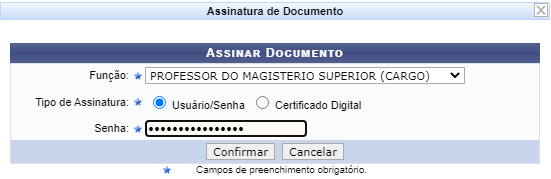 Assinatura de Documento
ASSINAR DOCUMENTO
Função: PROFESSOR DO MAGISTERIO SUPERIOR (CARGO)
Tipo de Assinatura: Usuário/Senha Certificado Digital
Senha: ••••••••••••••••
Confirmar Cancelar
Campos de preenchimento obrigatório.